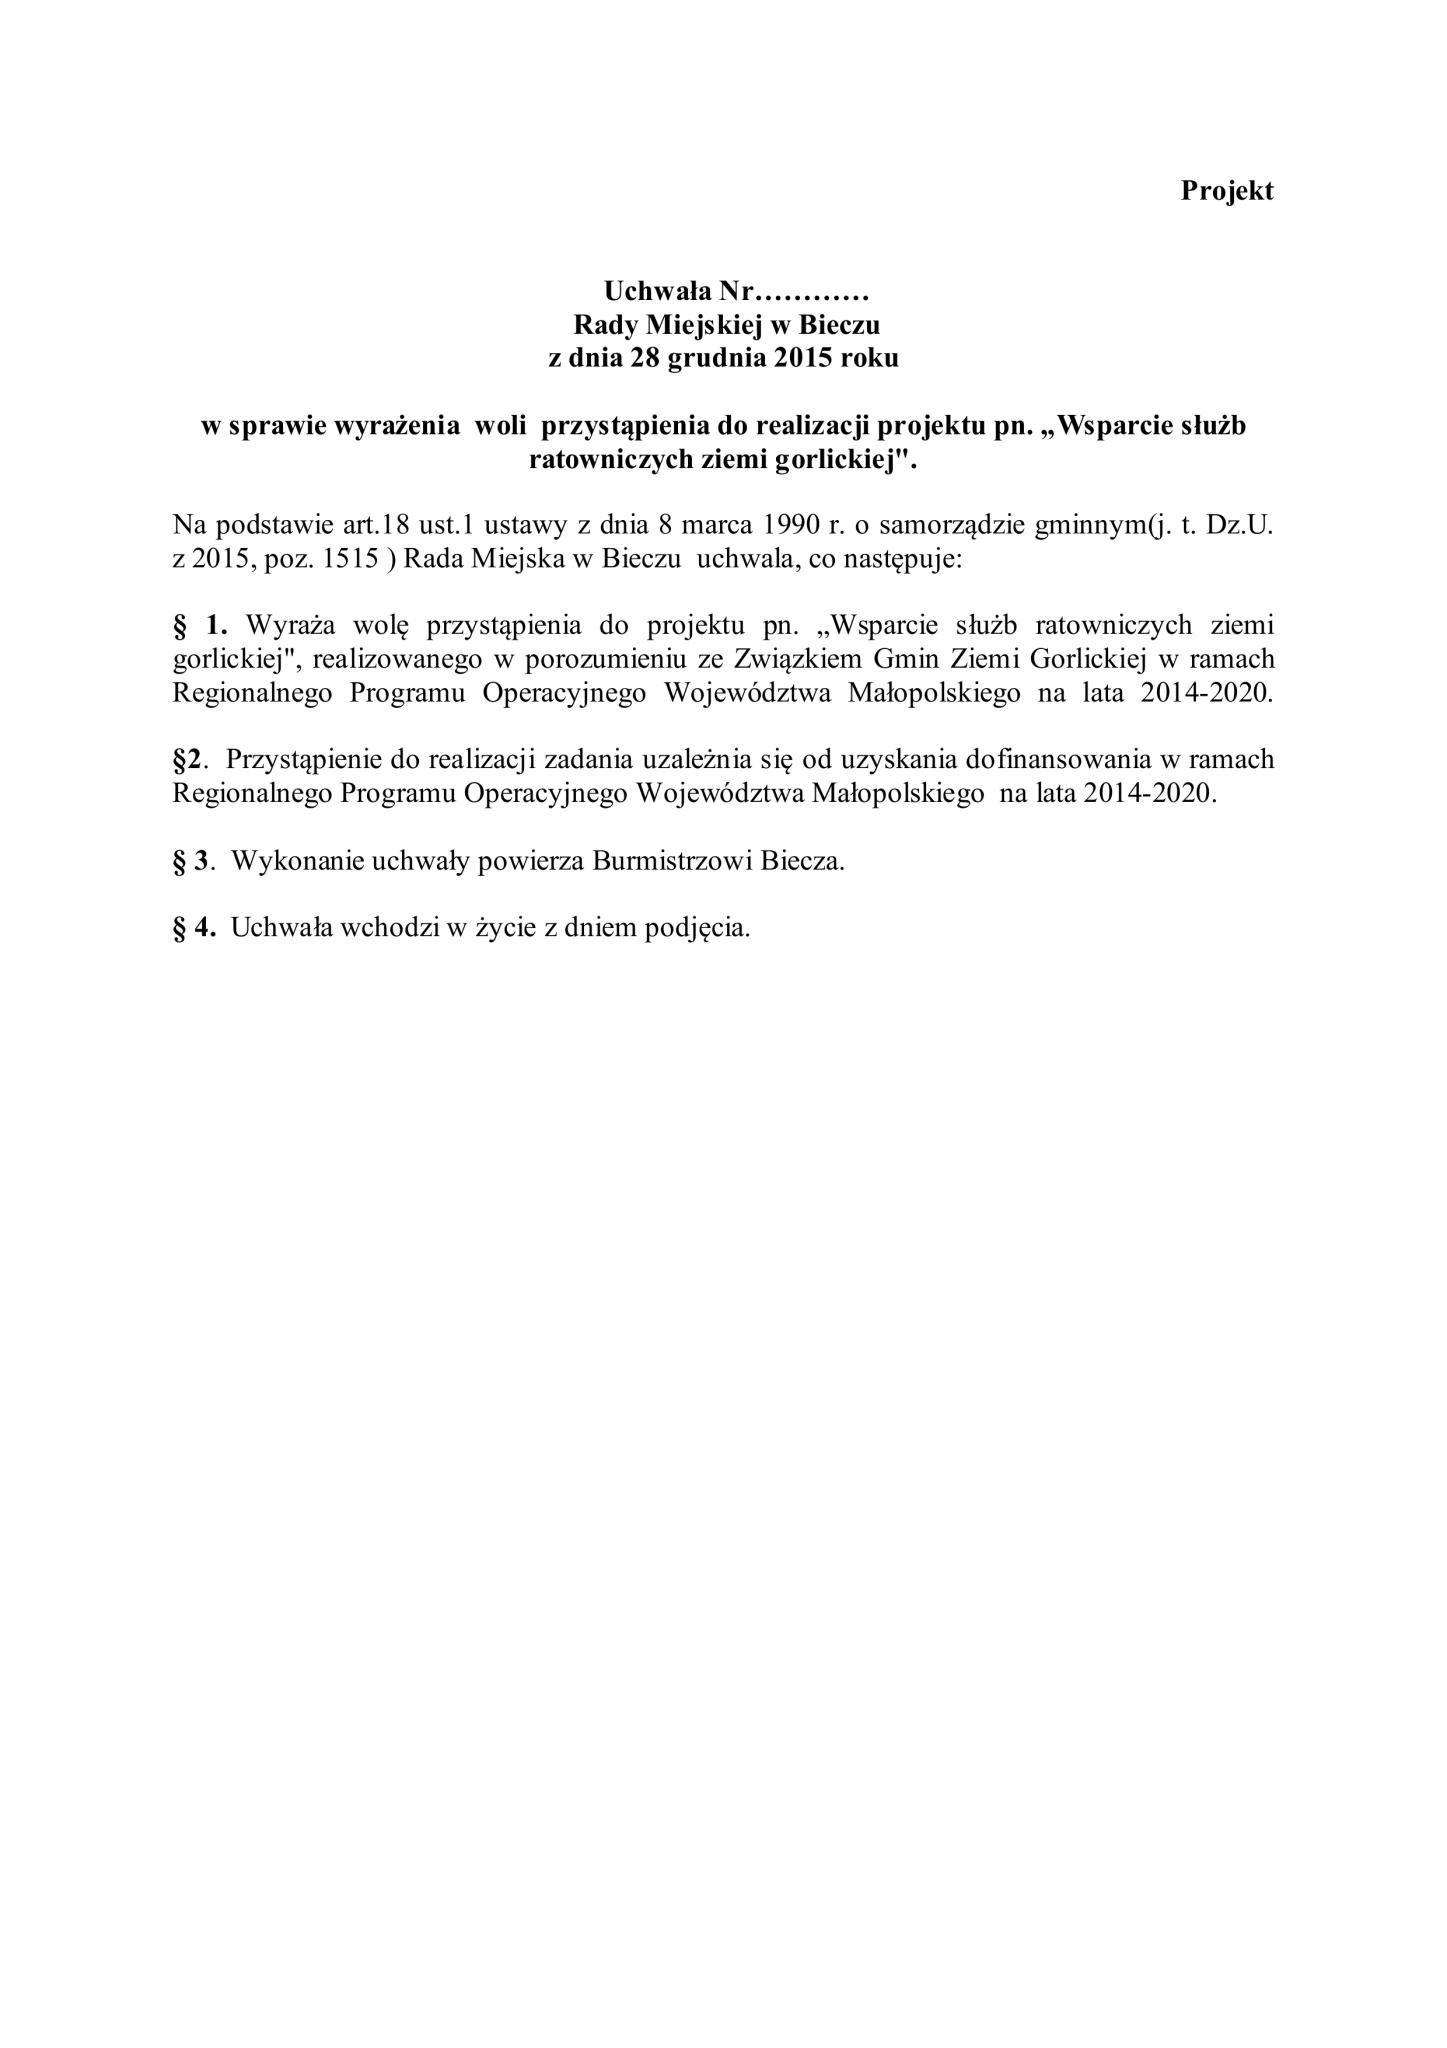 Projekt
Uchwała Nr…………
Rady Miejskiej w Bieczu
z dnia 28 grudnia 2015 roku
w sprawie wyrażenia  woli  przystąpienia do realizacji projektu pn. „Wsparcie służb
ratowniczych ziemi gorlickiej".
Na podstawie art.18 ust.1 ustawy z dnia 8 marca 1990 r. o samorządzie gminnym(j. t. Dz.U.
z 2015, poz. 1515 ) Rada Miejska w Bieczu  uchwala, co następuje:
§ 1. Wyraża wolę przystąpienia do projektu pn. „Wsparcie służb ratowniczych ziemi
gorlickiej", realizowanego w porozumieniu ze Związkiem Gmin Ziemi Gorlickiej w ramach
Regionalnego Programu Operacyjnego Województwa Małopolskiego na lata 2014-2020.
§2.  Przystąpienie do realizacji zadania uzależnia się od uzyskania dofinansowania w ramach
Regionalnego Programu Operacyjnego Województwa Małopolskiego  na lata 2014-2020.
§ 3.  Wykonanie uchwały powierza Burmistrzowi Biecza.
§ 4.  Uchwała wchodzi w życie z dniem podjęcia.